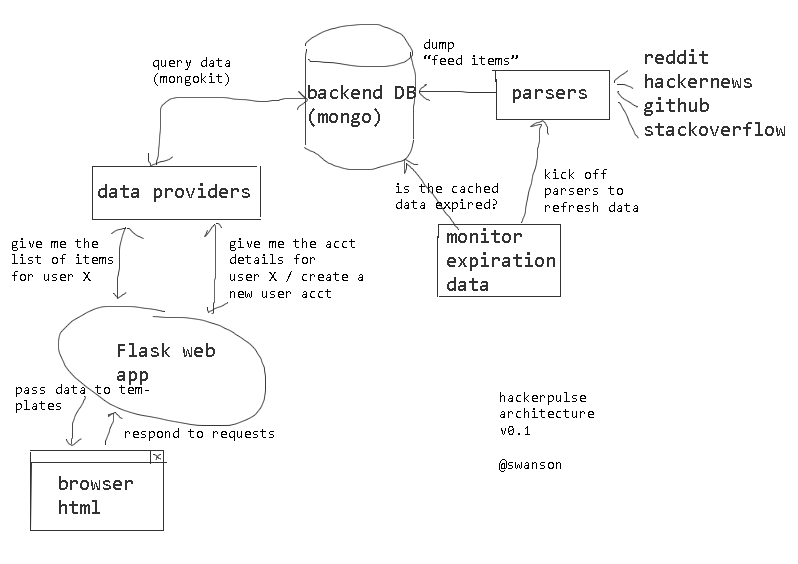 query data
(mongokit)
backend DB
(mongo)
dump
“feed items”
parsers
reddit
hackernews
github
stackoverflow
data providers
is the cached
data expired?
kick off
parsers to
refresh data
monitor
expiration
data
give me the
list of items
for user X
give me the acct
details for
user X / create a
new user acct
Flask web
app
pass data to tem-
plates
respond to requests
x
browser
html
hackerpulse
architecture
v0.1
@swanson